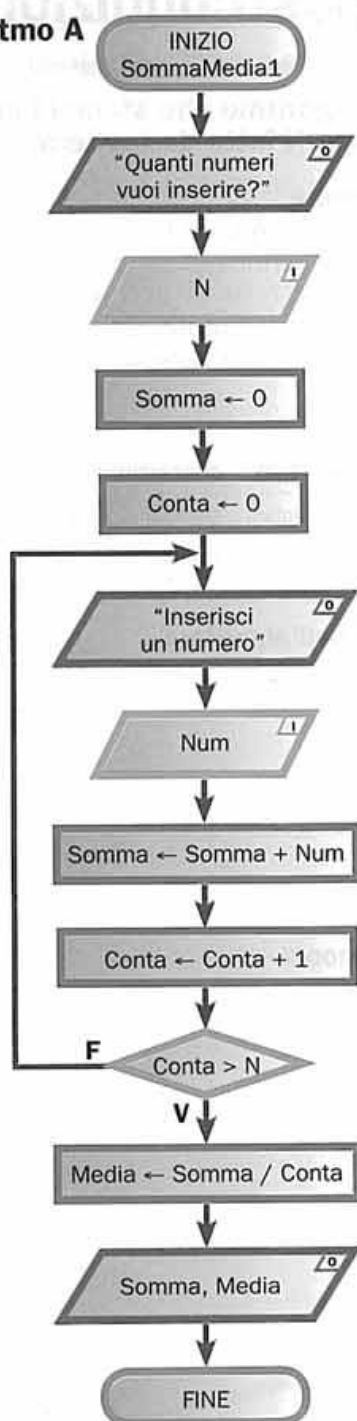 tmo A
INIZIO
SommaMedia1
O
"Quanti numeri
vuoi inserire?"
I
N
Somma ← 0
Conta ← 0
O
"Inserisci
un numero"
I
Num
Somma ← Somma + Num
Conta ← Conta + 1
F
Conta > N
V
Media ← Somma / Conta
O
Somma, Media
FINE